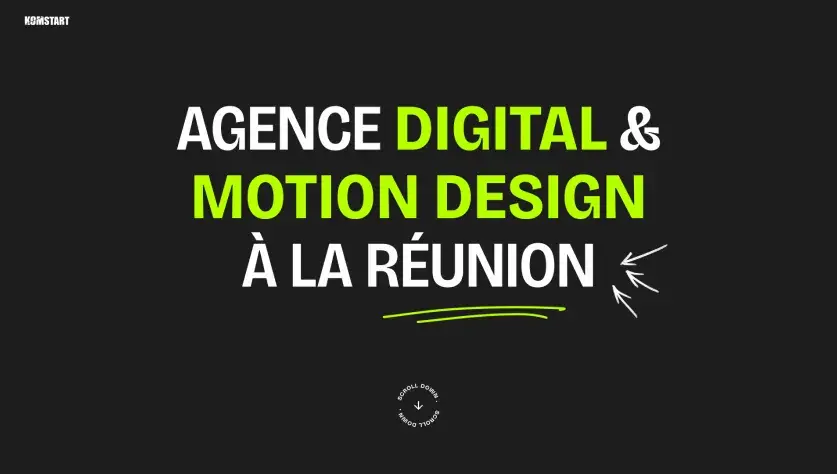 KOMSTART
AGENCE DIGITAL &
MOTION DESIGN
À LA RÉUNION
SCROLL DOWN · SCROLL DOWN ·